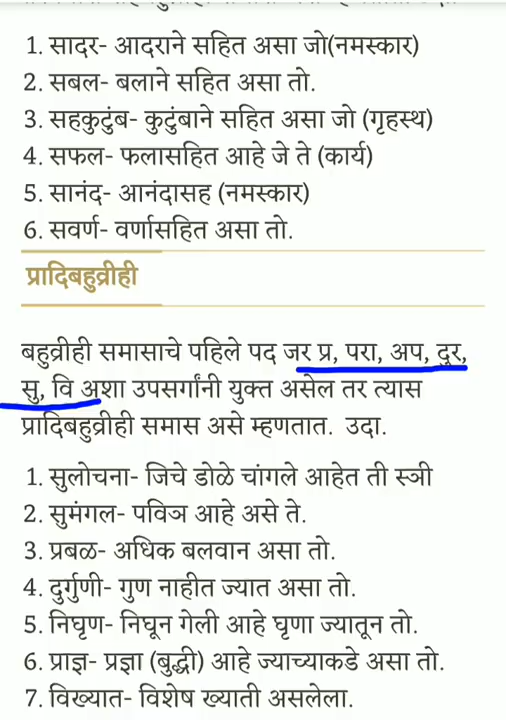 1. सादर- आदराने सहित असा जो(नमस्कार)
2. सबल- बलाने सहित असा तो.
3. सहकुटुंब- कुटुंबाने सहित असा जो (गृहस्थ)
4. सफल- फलासहित आहे जे ते (कार्य)
5. सानंद- आनंदासह (नमस्कार)
6. सवर्ण- वर्णासहित असा तो.
प्रादिबहुव्रीही
बहुव्रीही समासाचे पहिले पद जर प्र, परा, अप, दुर,
सु, वि अशा उपसर्गांनी युक्त असेल तर त्यास
प्रादिबहुव्रीही समास असे म्हणतात. उदा.
1. सुलोचना- जिचे डोळे चांगले आहेत ती स्त्री
2. सुमंगल- पवित्र आहे असे ते.
3. प्रबळ- अधिक बलवान असा तो.
4. दुर्गुणी- गुण नाहीत ज्यात असा तो.
5. निघृण- निघून गेली आहे घृणा ज्यातून तो.
6. प्राज्ञ- प्रज्ञा (बुद्धी) आहे ज्याच्याकडे असा तो.
7. विख्यात- विशेष ख्याती असलेला.